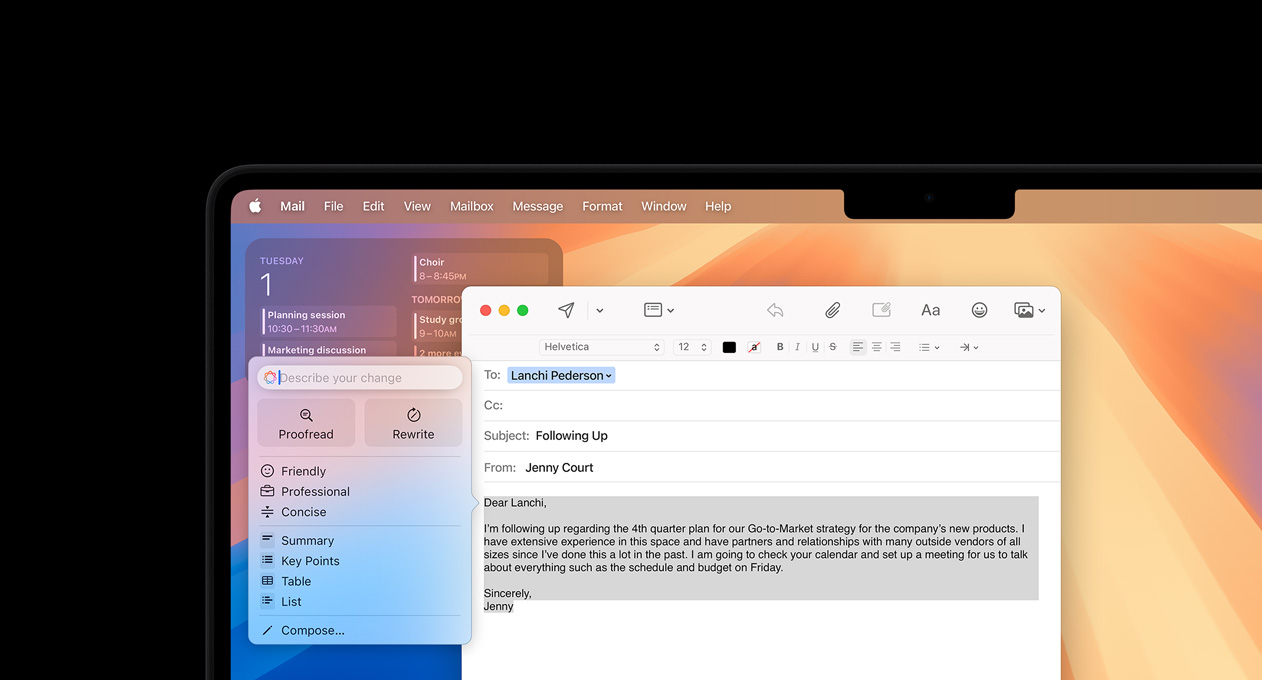 Mail File Edit View Mailbox Message Format Window Help
TUESDAY
1
Planning session
10:30 – 11:30AM
Marketing discussion
Choir
8 – 8:45PM
TOMORRO
Study gr
9 – 10AM
2 more e
Describe your change
Proofread
Rewrite
Friendly
Professional
Concise
Summary
Key Points
Table
List
Compose...
Aa
Helvetica
12
a
B I U S
To: Lanchi Pederson
Cc:
Subject: Following Up
From: Jenny Court
Dear Lanchi,
I'm following up regarding the 4th quarter plan for our Go-to-Market strategy for the company's new products. I
have extensive experience in this space and have partners and relationships with many outside vendors of all
sizes since I've done this a lot in the past. I am going to check your calendar and set up a meeting for us to talk
about everything such as the schedule and budget on Friday.
Sincerely,
Jenny